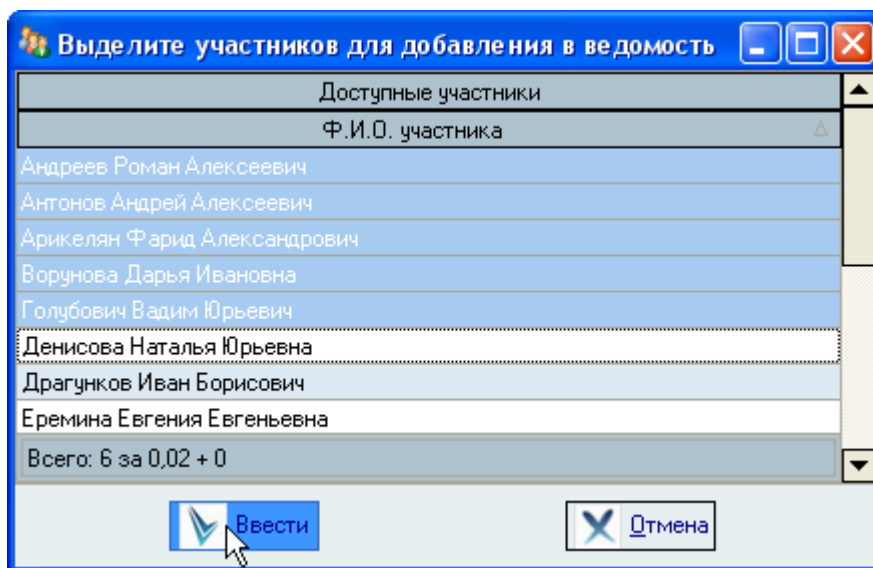 Выделите участников для добавления в ведомость
Доступные участники
Ф.И.О. участника
Андреев Роман Алексеевич
Антонов Андрей Алексеевич
Арикелян Фарид Александрович
Ворунова Дарья Ивановна
Голубович Вадим Юрьевич
Денисова Наталья Юрьевна
Драгунков Иван Борисович
Еремина Евгения Евгеньевна
Всего: 6 за 0,02 + 0
Ввести
Отмена